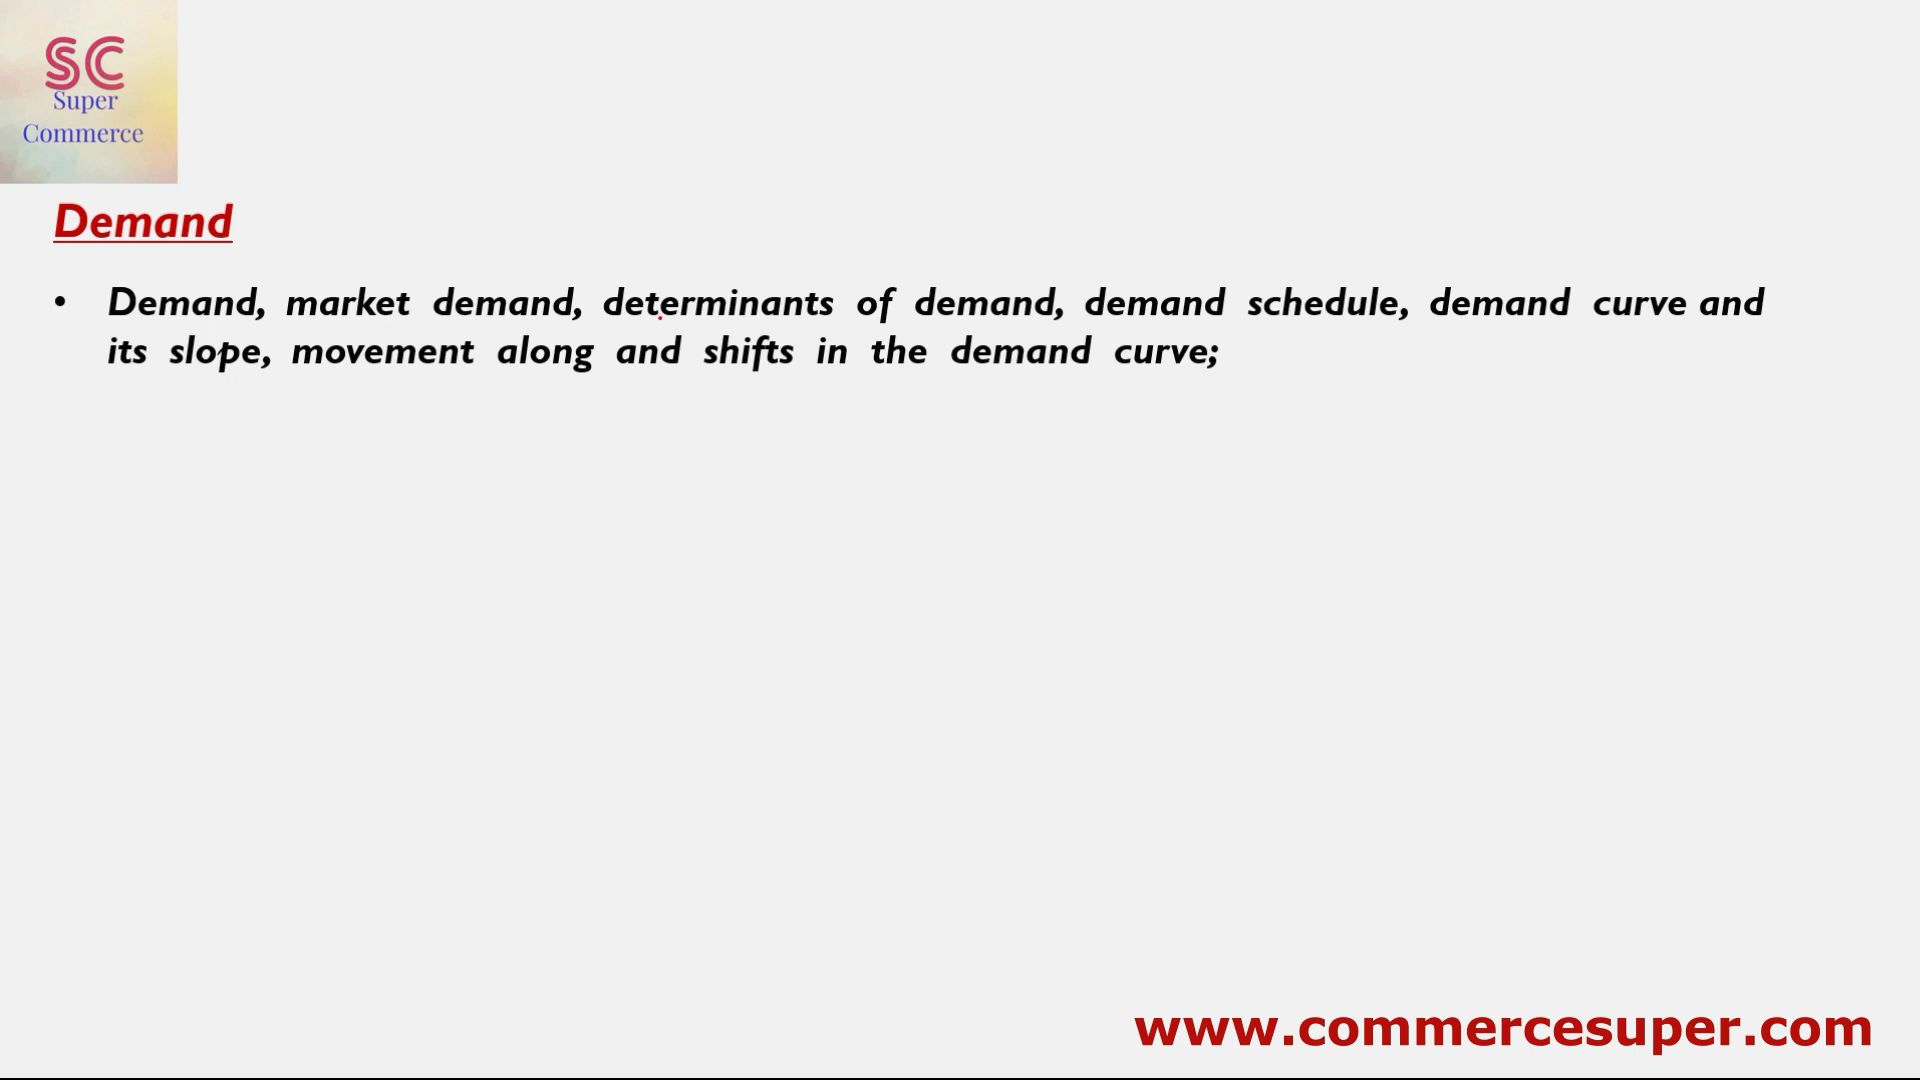 SC
Super
Commerce
Demand
• Demand, market demand, determinants of demand, demand schedule, demand curve and
its slope, movement along and shifts in the demand curve;
www.commercesuper.com